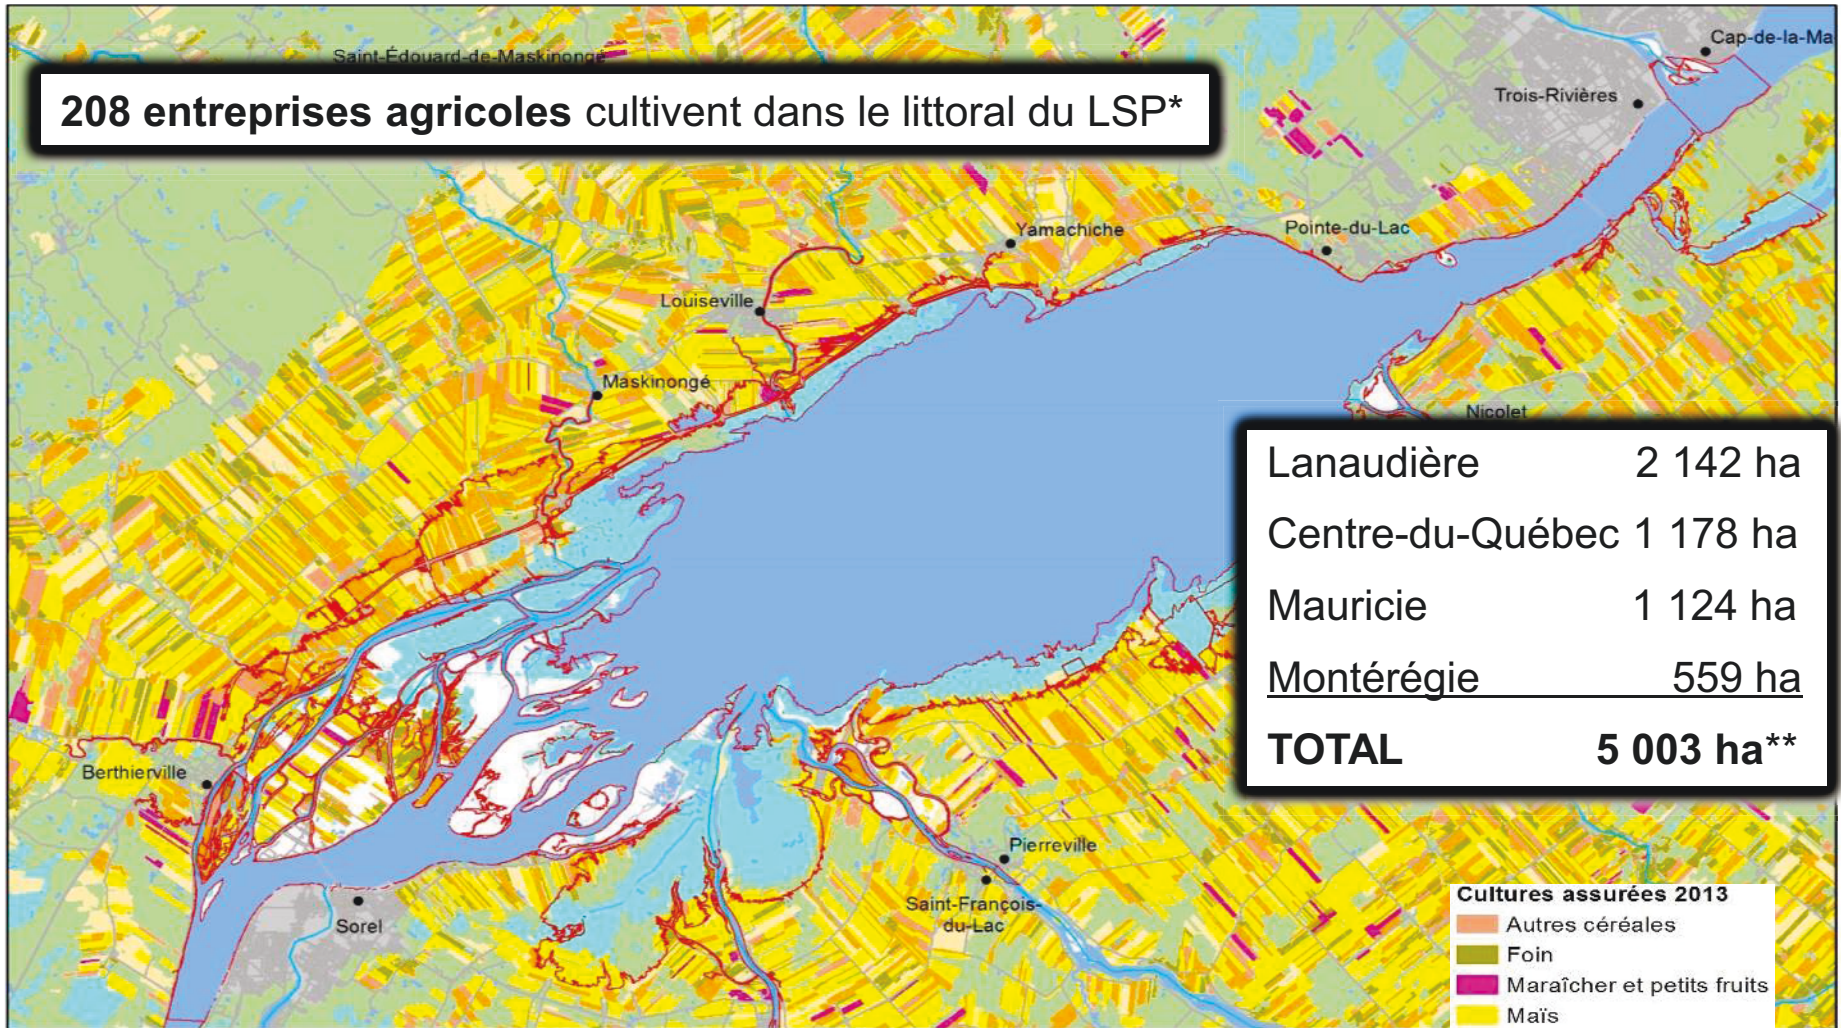 Saint-Édouard-de-Maskinongé
Cap-de-la-Ma
208 entreprises agricoles cultivent dans le littoral du LSP*
Trois-Rivières
Yamachiche
Pointe-du-Lac
Louiseville
Maskinongé
Nicolet
Lanaudière 2 142 ha
Centre-du-Québec 1 178 ha
Mauricie 1 124 ha
Montérégie 559 ha
TOTAL 5 003 ha**
Berthierville
Pierreville
Saint-François-
du-Lac
Sorel
Cultures assurées 2013
Autres céréales
Foin
Maraîcher et petits fruits
Maïs